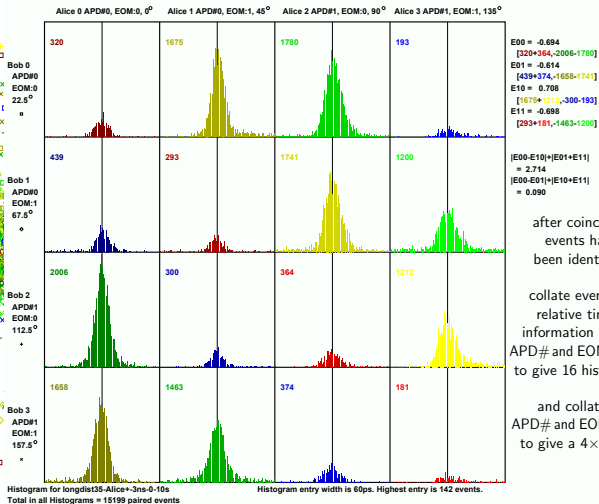 Alice 0 APD#0, EOM:0, 0° Alice 1 APD#0, EOM:1, 45° Alice 2 APD#1, EOM:0, 90° Alice 3 APD#1, EOM:1, 135°
Bob 0
APD#0
EOM:0
22.5°
320 1675 1780 193
Bob 1
APD#0
EOM:1
67.5°
439 293 1741 1200
Bob 2
APD#1
EOM:0
112.5°
2006 300 364 1212
Bob 3
APD#1
EOM:1
157.5°
1658 1463 374 181
E00 = -0.694
[320+364,-2006-1780]
E01 = -0.614
[439+374,-1658-1741]
E10 = 0.708
[1675+1212,-300-193]
E11 = -0.698
[293+181,-1463-1200]
|E00-E10|+|E01+E11|
= 2.714
|E00-E01|+|E10+E11|
= 0.090
after coinc
events ha
been ident
collate ever
relative tim
information
APD# and EOM
to give 16 hist
and collat
APD# and EO
to give a 4×
Histogram for longdist35-Alice+-3ns-0-10s Histogram entry width is 60ps. Highest entry is 142 events.
Total in all Histograms = 15199 paired events